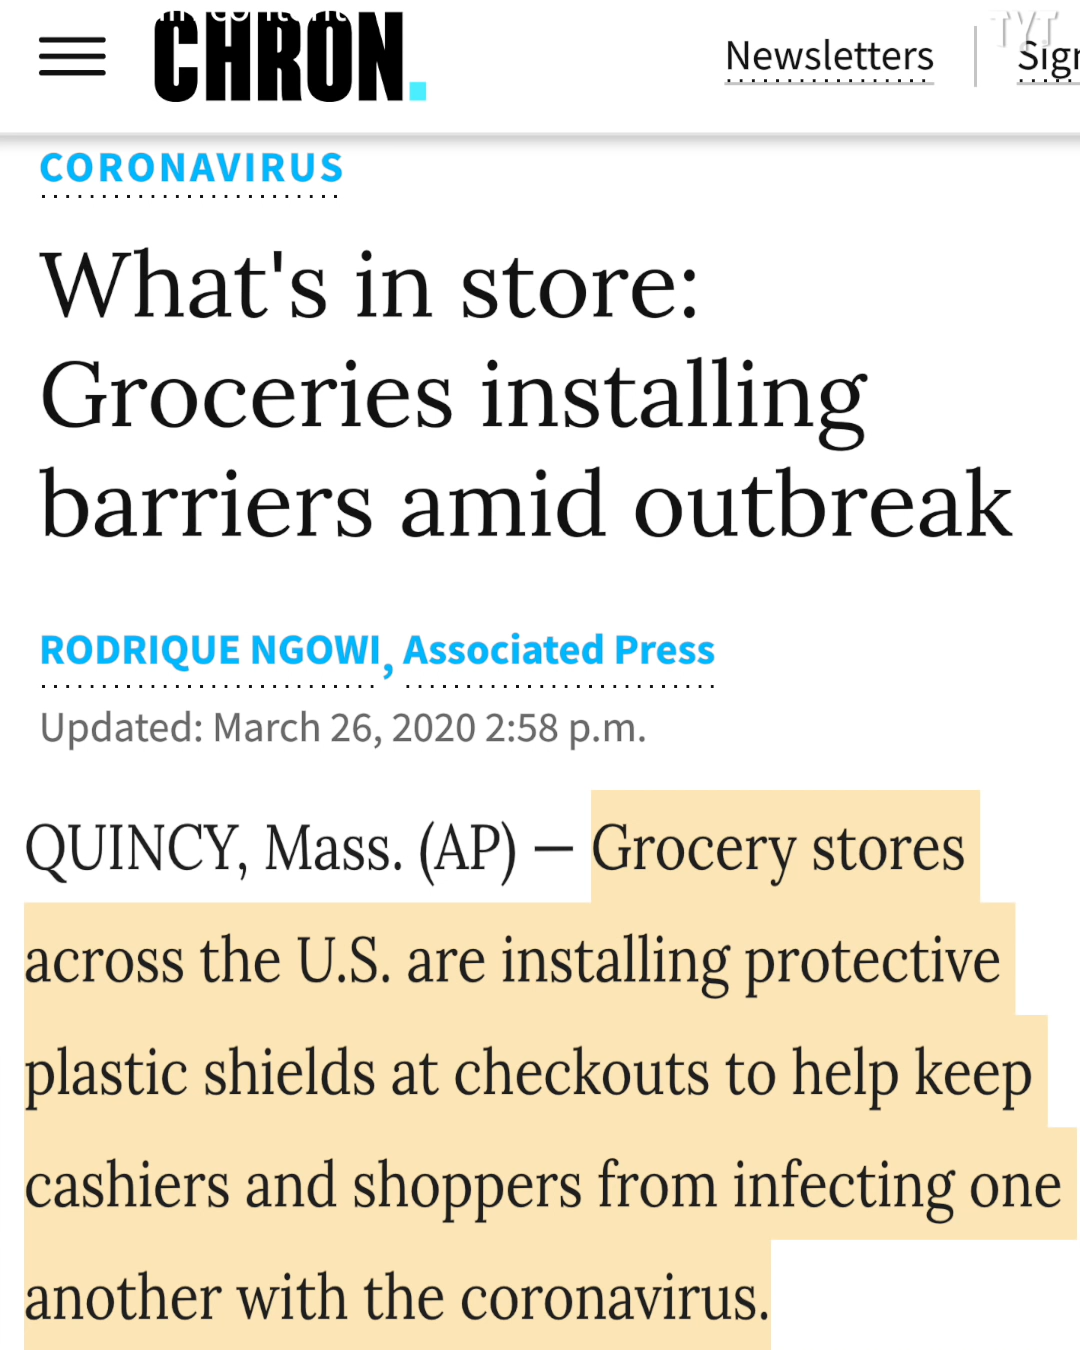 CHRON.
Newsletters
TYT
CORONAVIRUS
What's in store:
Groceries installing
barriers amid outbreak
RODRIQUE NGOWI, Associated Press
Updated: March 26, 2020 2:58 p.m.
QUINCY, Mass. (AP) — Grocery stores
across the U.S. are installing protective
plastic shields at checkouts to help keep
cashiers and shoppers from infecting one
another with the coronavirus.